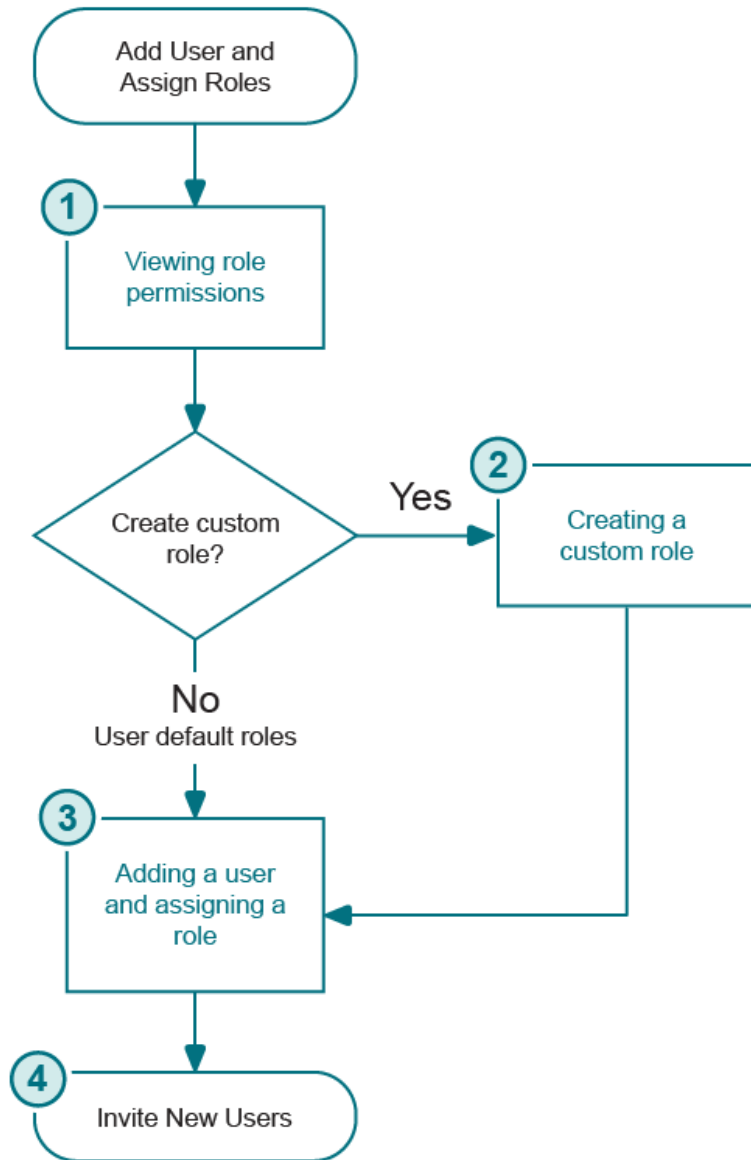 Add User and
Assign Roles
1
Viewing role
permissions
Create custom
role?
Yes
2
Creating a
custom role
No
User default roles
3
Adding a user
and assigning a
role
4
Invite New Users